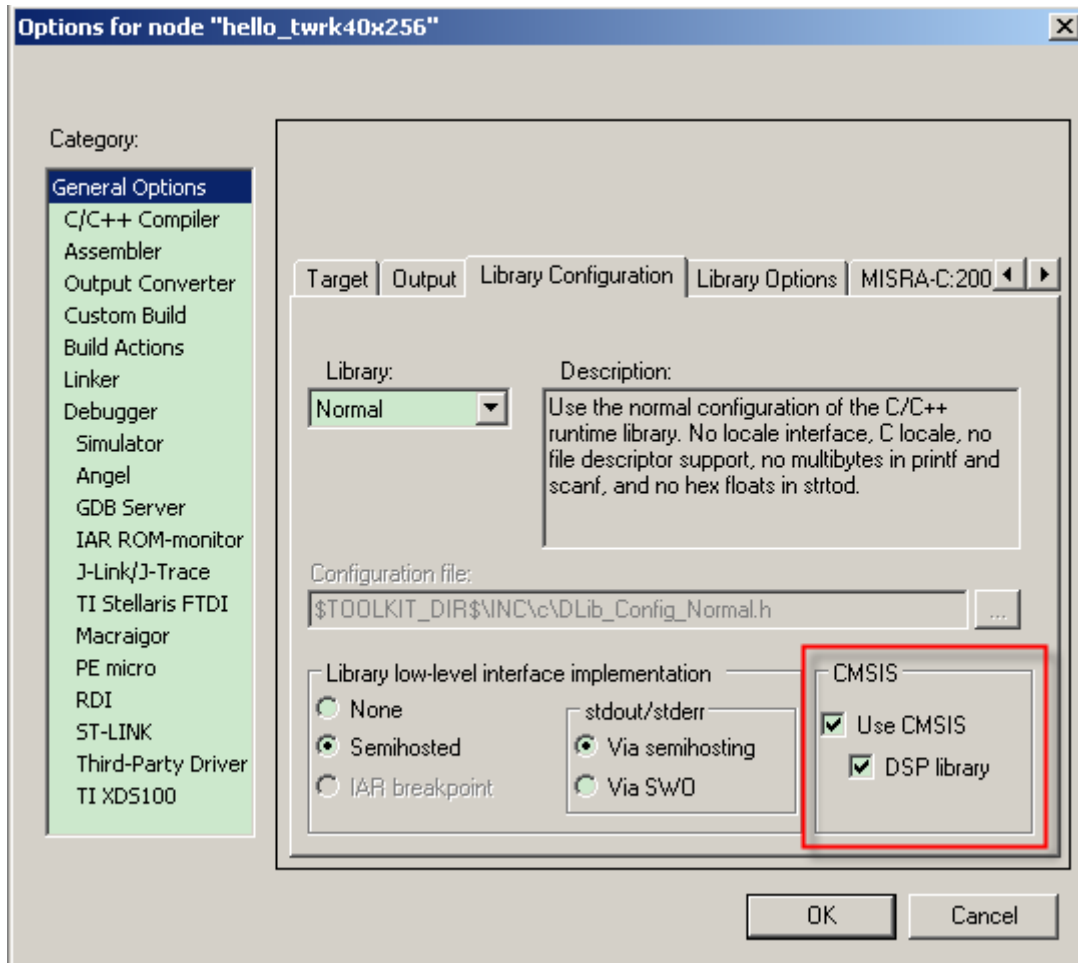 Options for node "hello_twrk40x256"
Category:
General Options
C/C++ Compiler
Assembler
Output Converter
Custom Build
Build Actions
Linker
Debugger
Simulator
Angel
GDB Server
IAR ROM-monitor
J-Link/J-Trace
TI Stellaris FTDI
Macraigor
PE micro
RDI
ST-LINK
Third-Party Driver
TI XDS100
Target
Output
Library Configuration
Library Options
MISRA-C:200
Library:
Normal
Description:
Use the normal configuration of the C/C++
runtime library. No locale interface, C locale, no
file descriptor support, no multibytes in printf and
scanf, and no hex floats in strtod.
Configuration file:
$TOOLKIT_DIR$\INC\c\DLib_Config_Normal.h
...
Library low-level interface implementation
None
Semihosted
IAR breakpoint
stdout/stderr
Via semihosting
Via SWO
CMSIS
Use CMSIS
DSP library
OK
Cancel